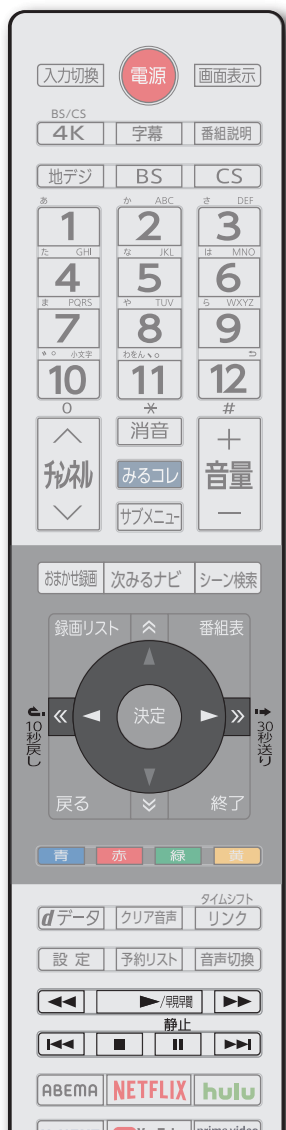 入力切換 電源 画面表示
BS/CS
4K 字幕 番組説明
地デジ BS CS
あ か ABC さ DEF
1 2 3
た GHI な JKL は MNO
4 5 6
ま PQRS や TUV ら WXYZ
7 8 9
小文字 わをん、。
10 11 12
0 * #
消音 +
チャンネル みるコレ 音量
サブメニュー −
おまかせ録画 次みるナビ シーン検索
録画リスト 番組表
10秒戻し 決定 30秒送り
戻る 終了
青 赤 緑 黄
タイムシフト
dデータ クリア音声 リンク
設定 予約リスト 音声切換
/早見早聞
静止
ABEMA NETFLIX hulu
prime video